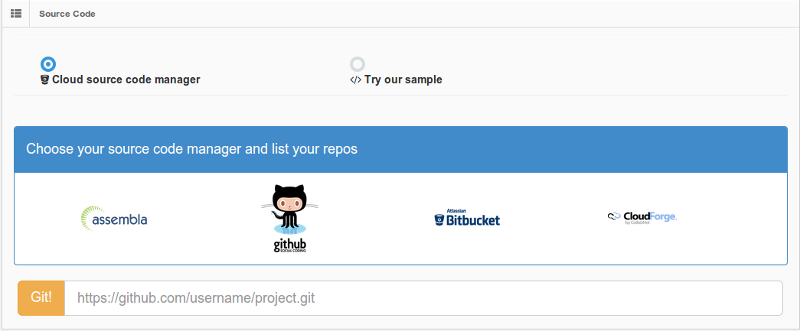 Source Code
Cloud source code manager
</> Try our sample
Choose your source code manager and list your repos
assembla
github
SOCIAL CODING
Atlassian
Bitbucket
CloudForge
by CollabNet
Git! https://github.com/username/project.git